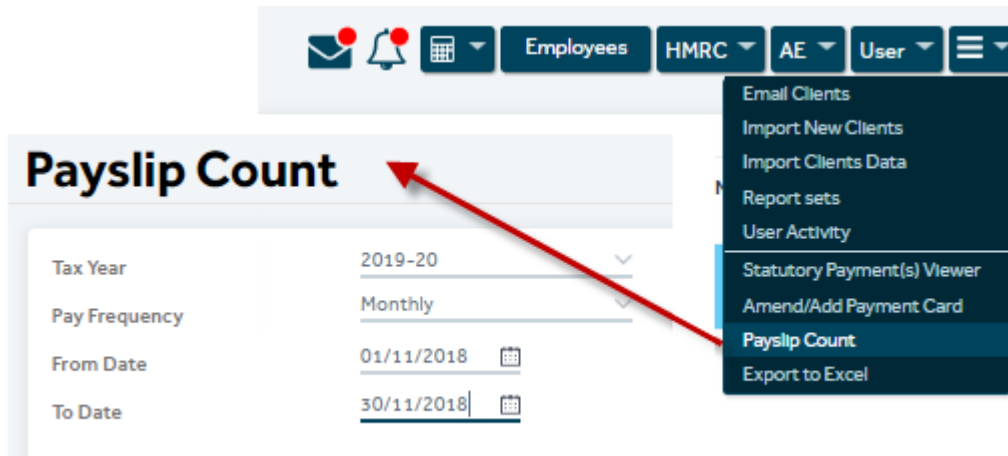 Employees
HMRC
AE
User
Email Clients
Import New Clients
Import Clients Data
Report sets
User Activity
Statutory Payment(s) Viewer
Amend/Add Payment Card
Payslip Count
Export to Excel
Payslip Count
Tax Year 2019-20
Pay Frequency Monthly
From Date 01/11/2018
To Date 30/11/2018